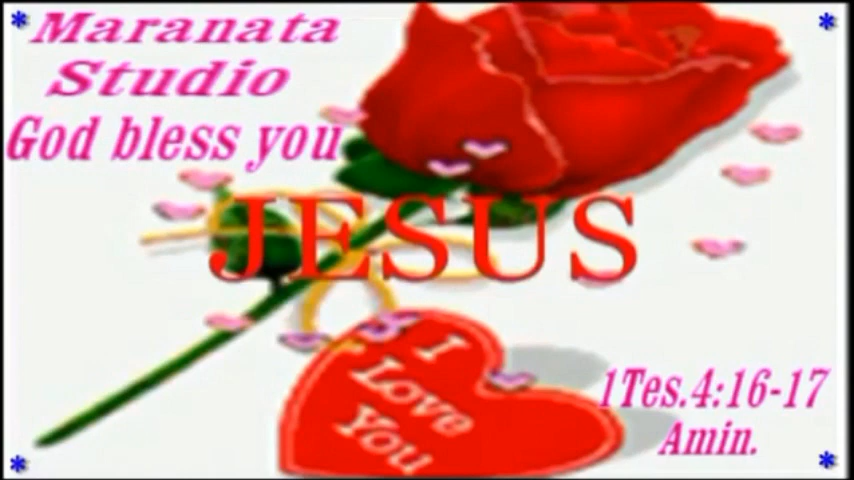 * Maranata *
Studio
God bless you
JESUS
I
Love
You
1Tes.4:16-17
Amin.
* *